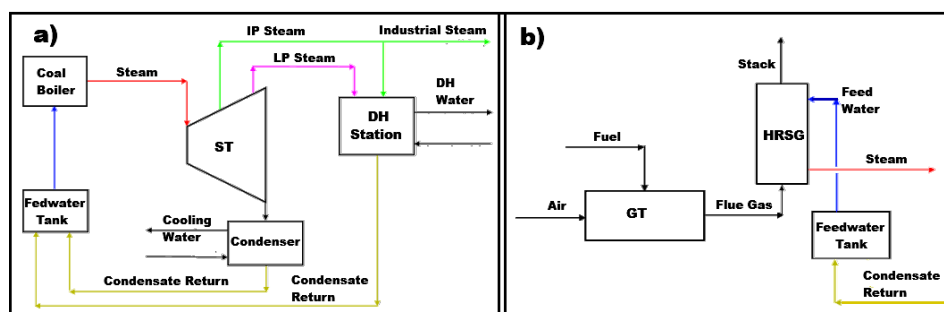 a)
IP Steam
Industrial Steam
LP Steam
Coal
Boiler
Steam
DH
Water
DH
Station
ST
Fedwater
Tank
Cooling
Water
Condenser
Condensate Return
Condensate
Return
b)
Stack
Feed
Water
HRSG
Fuel
Steam
Air
GT
Flue Gas
Feedwater
Tank
Condensate
Return